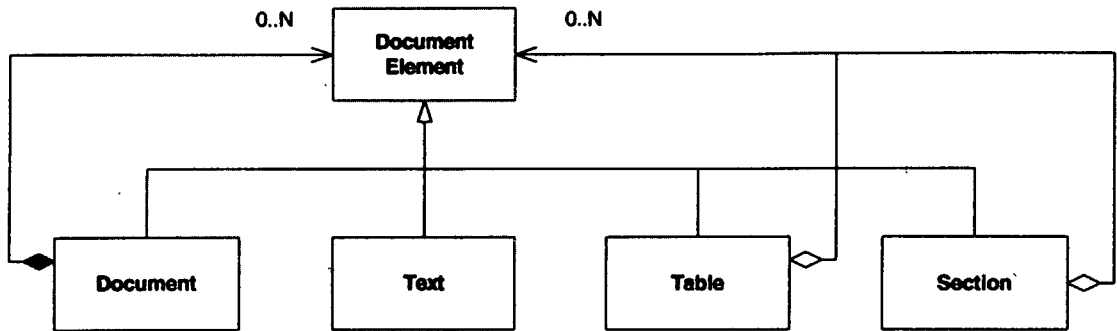 0..N
0..N
Document
Element
Document
Text
Table
Section